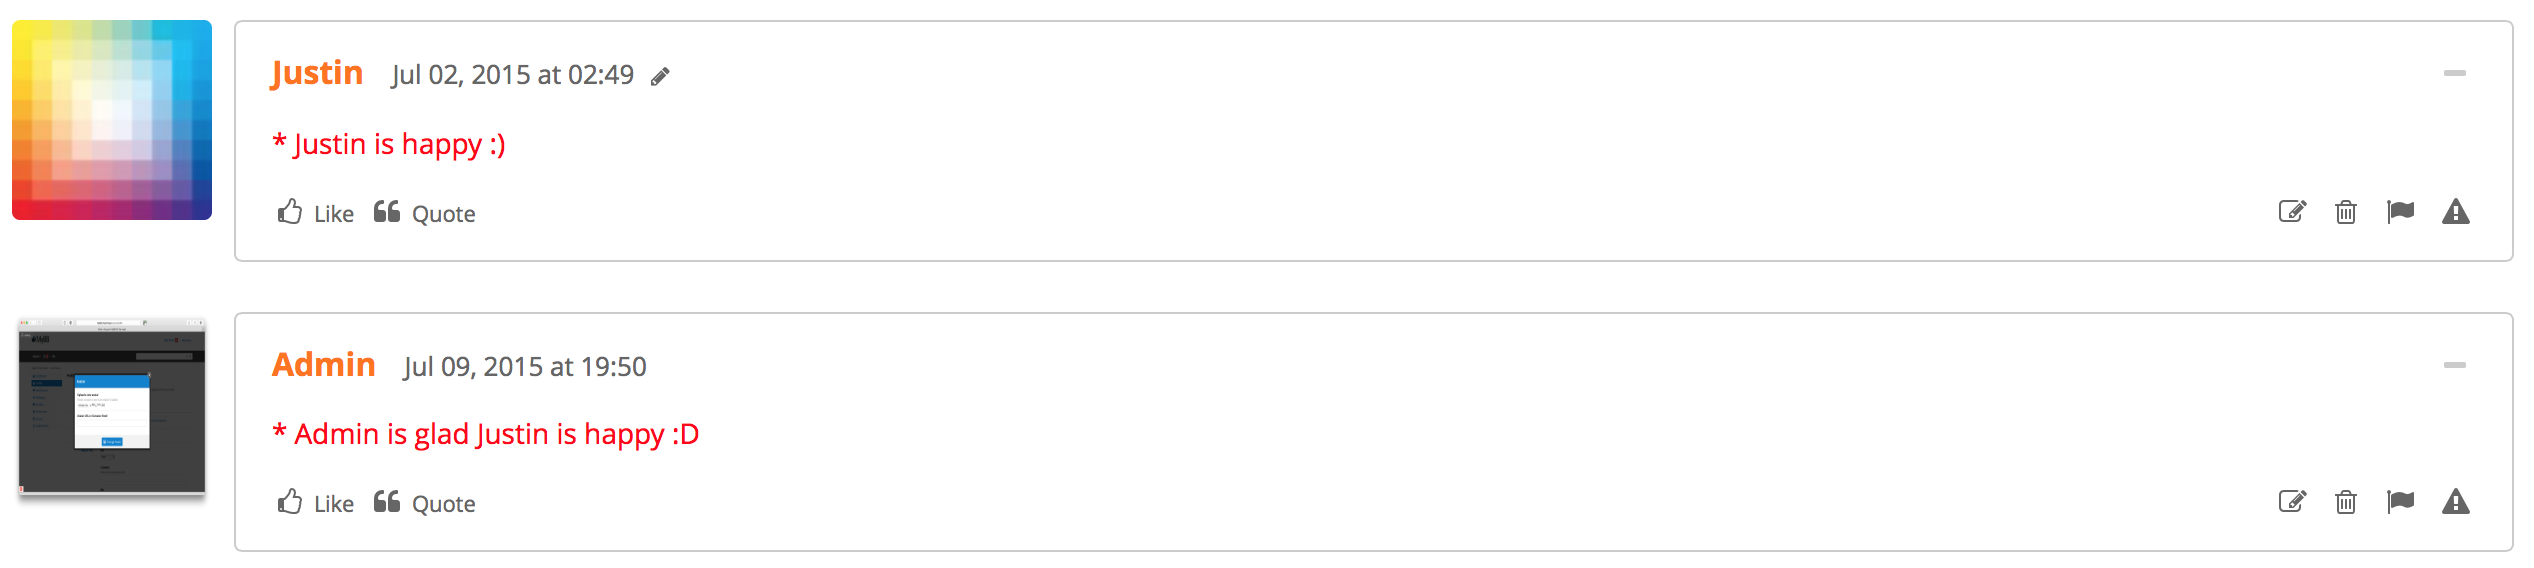 Justin Jul 02, 2015 at 02:49
* Justin is happy :)
Like Quote
Admin Jul 09, 2015 at 19:50
* Admin is glad Justin is happy :D
Like Quote